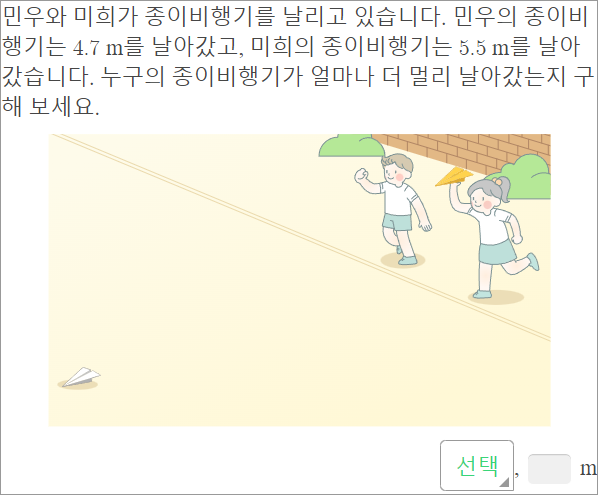 민우와 미희가 종이비행기를 날리고 있습니다. 민우의 종이비
행기는 4.7 m를 날아갔고, 미희의 종이비행기는 5.5 m를 날아
갔습니다. 누구의 종이비행기가 얼마나 더 멀리 날아갔는지 구
해 보세요.
선택, m